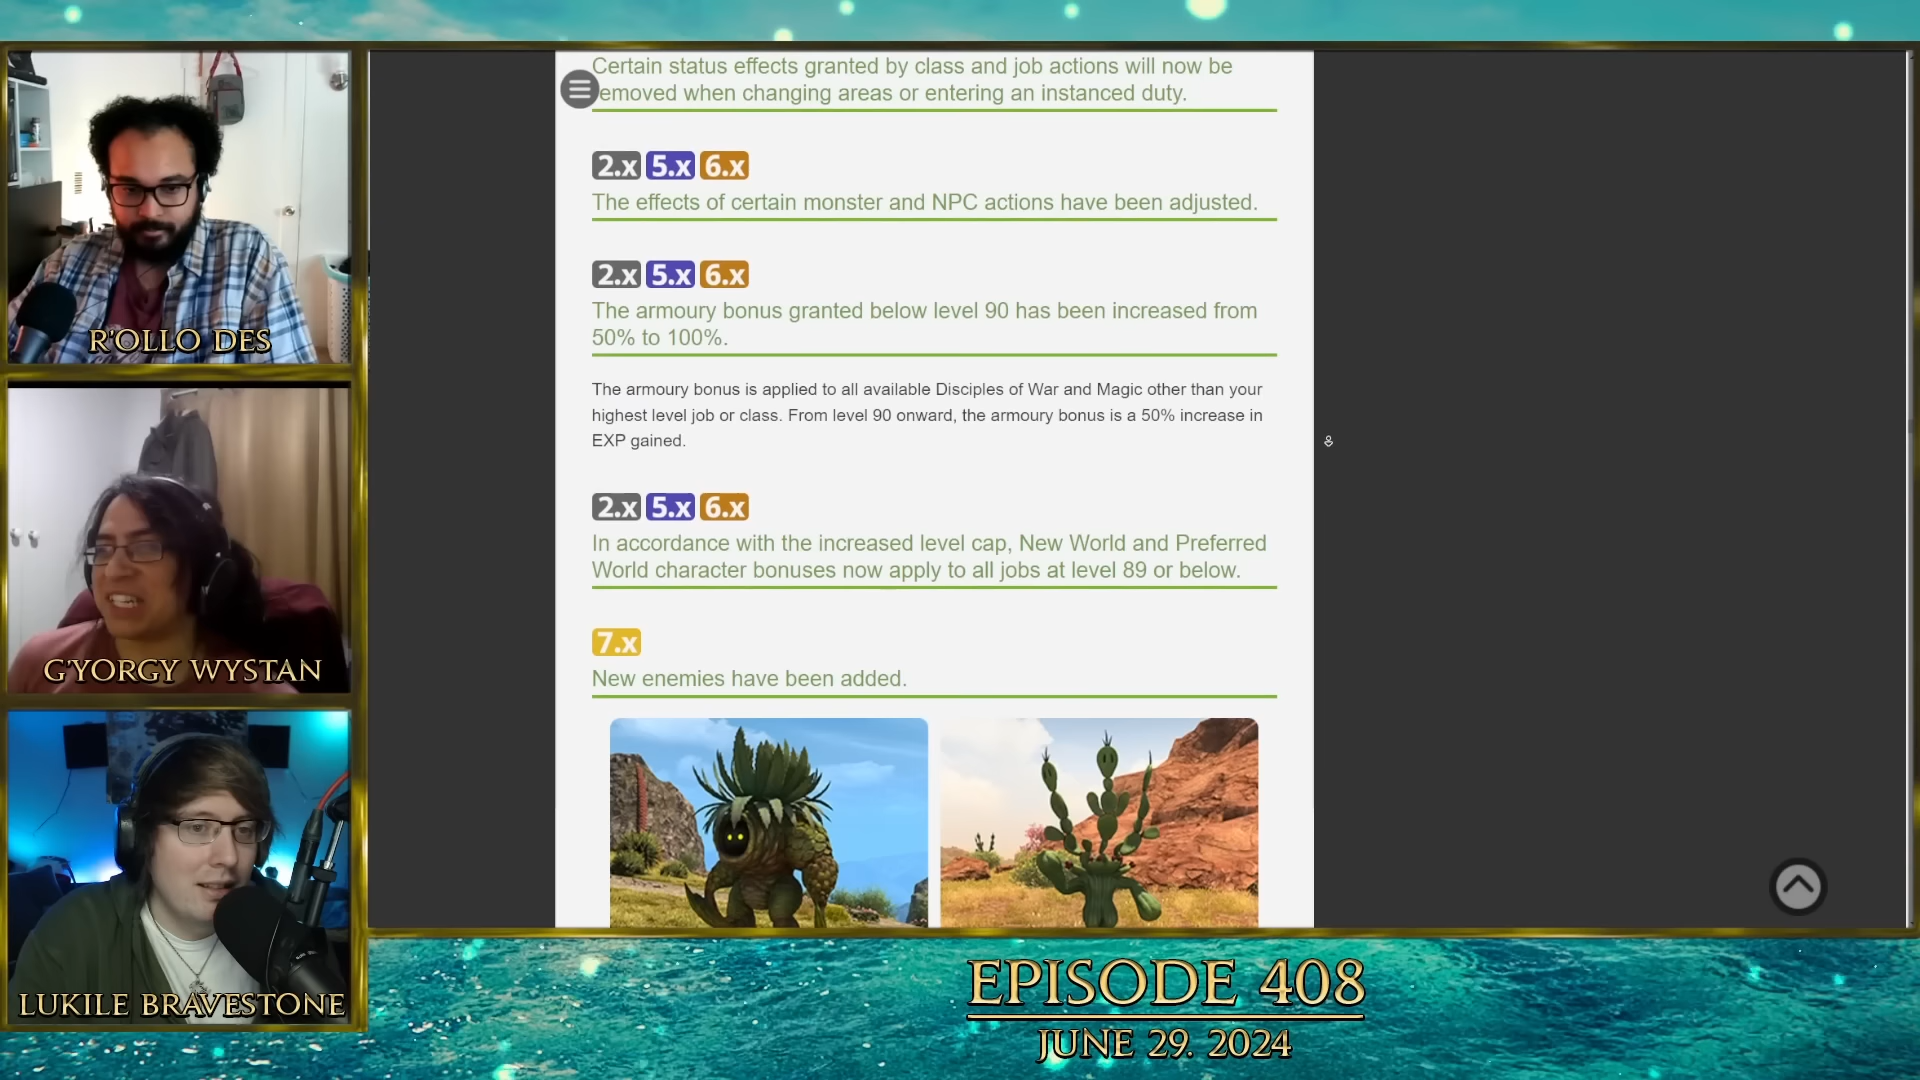 Certain status effects granted by class and job actions will now be
emoved when changing areas or entering an instanced duty.
2.x 5.x 6.x
The effects of certain monster and NPC actions have been adjusted.
2.x 5.x 6.x
The armoury bonus granted below level 90 has been increased from
50% to 100%.
The armoury bonus is applied to all available Disciples of War and Magic other than your
highest level job or class. From level 90 onward, the armoury bonus is a 50% increase in
EXP gained.
2.x 5.x 6.x
In accordance with the increased level cap, New World and Preferred
World character bonuses now apply to all jobs at level 89 or below.
7.x
New enemies have been added.
R'OLLO DES
G'YORGY WYSTAN
LUKILE BRAVESTONE
EPISODE 408
JUNE 29. 2024